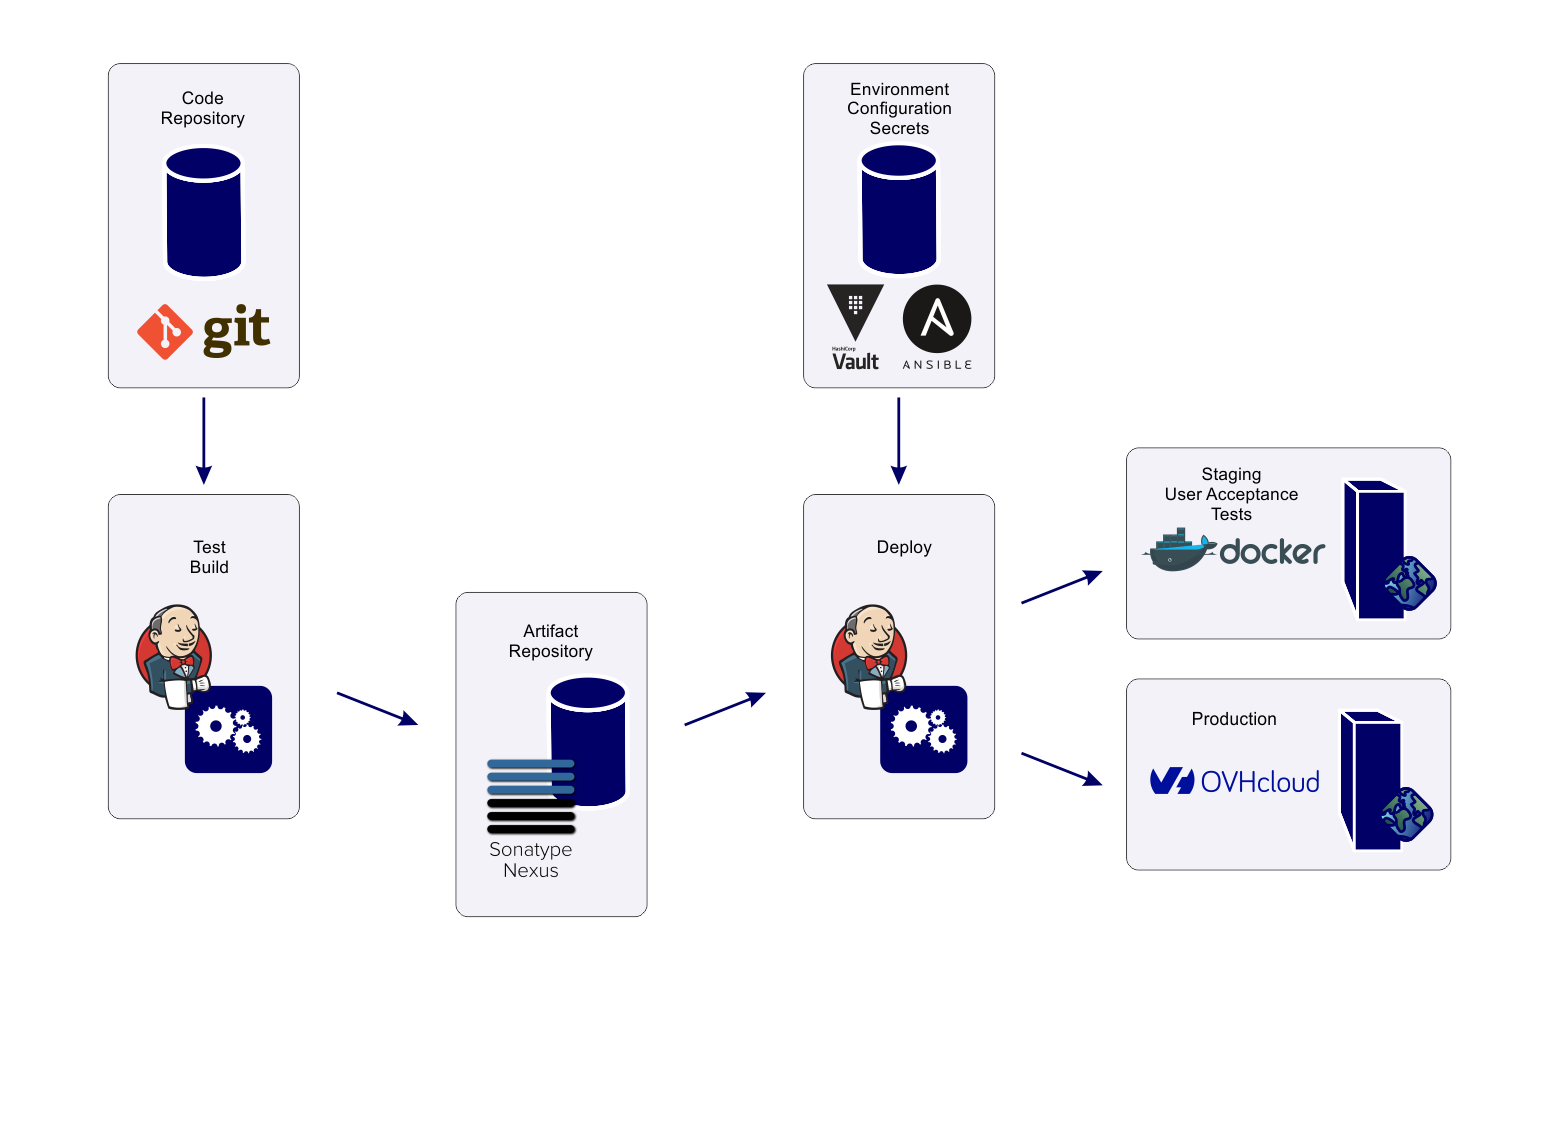 Code
Repository
git
Environment
Configuration
Secrets
HashiCorp
Vault
ANSIBLE
Test
Build
Artifact
Repository
Sonatype
Nexus
Deploy
Staging
User Acceptance
Tests
docker
Production
OVHcloud